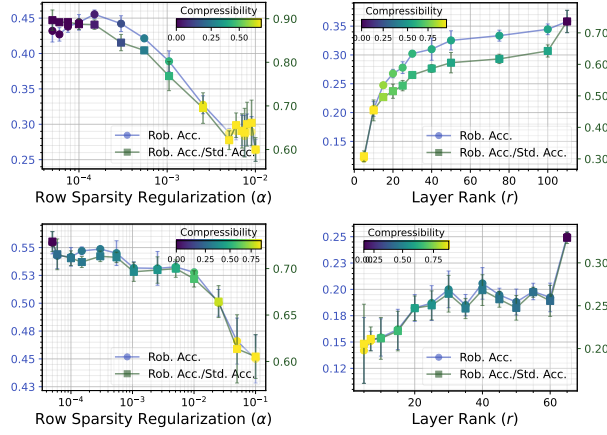 Compressibility
0.00 0.25 0.50
0.45
0.40
0.35
0.30
0.25
0.90
0.80
0.70
0.60
Rob. Acc.
Rob. Acc./Std. Acc.
10⁻⁴ 10⁻³ 10⁻²
Row Sparsity Regularization (α)
Compressibility
0.00 0.25 0.50 0.75
0.35
0.30
0.25
0.20
0.15
0.70
0.60
0.50
0.40
0.30
Rob. Acc.
Rob. Acc./Std. Acc.
0 20 40 60 80 100
Layer Rank (r)
Compressibility
0.00 0.25 0.50 0.75
0.55
0.53
0.50
0.48
0.45
0.43
0.70
0.60
Rob. Acc.
Rob. Acc./Std. Acc.
10⁻⁴ 10⁻³ 10⁻² 10⁻¹
Row Sparsity Regularization (α)
Compressibility
0.00 0.25 0.50 0.75
0.25
0.23
0.20
0.18
0.15
0.12
0.30
0.20
Rob. Acc.
Rob. Acc./Std. Acc.
20 40 60
Layer Rank (r)